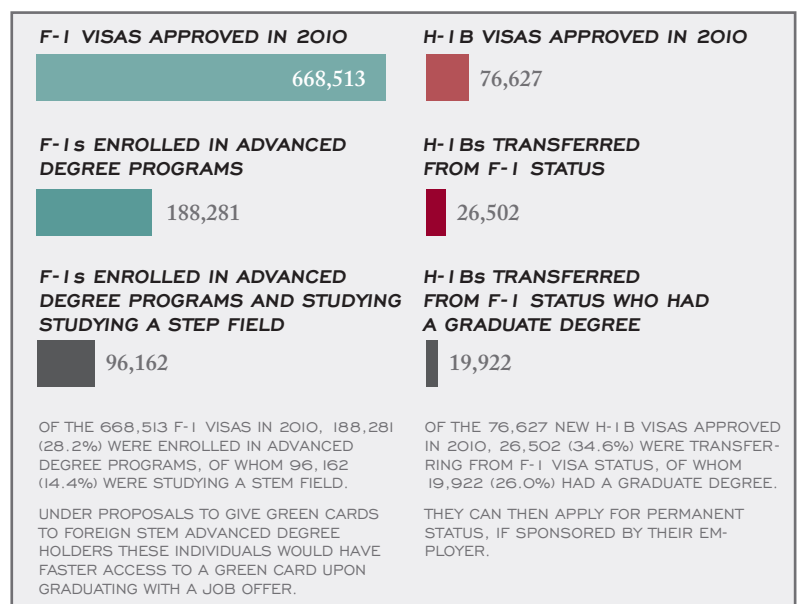 F-1 VISAS APPROVED IN 2010
668,513
F-1s ENROLLED IN ADVANCED
DEGREE PROGRAMS
188,281
F-1s ENROLLED IN ADVANCED
DEGREE PROGRAMS AND STUDYING
STUDYING A STEP FIELD
96,162
OF THE 668,513 F-1 VISAS IN 2010, 188,281
(28.2%) WERE ENROLLED IN ADVANCED
DEGREE PROGRAMS, OF WHOM 96,162
(14.4%) WERE STUDYING A STEM FIELD.
UNDER PROPOSALS TO GIVE GREEN CARDS
TO FOREIGN STEM ADVANCED DEGREE
HOLDERS THESE INDIVIDUALS WOULD HAVE
FASTER ACCESS TO A GREEN CARD UPON
GRADUATING WITH A JOB OFFER.
H-1B VISAS APPROVED IN 2010
76,627
H-1Bs TRANSFERRED
FROM F-1 STATUS
26,502
H-1Bs TRANSFERRED
FROM F-1 STATUS WHO HAD
A GRADUATE DEGREE
19,922
OF THE 76,627 NEW H-1B VISAS APPROVED
IN 2010, 26,502 (34.6%) WERE TRANSFER-
RING FROM F-1 VISA STATUS, OF WHOM
19,922 (26.0%) HAD A GRADUATE DEGREE.
THEY CAN THEN APPLY FOR PERMANENT
STATUS, IF SPONSORED BY THEIR EM-
PLOYER.